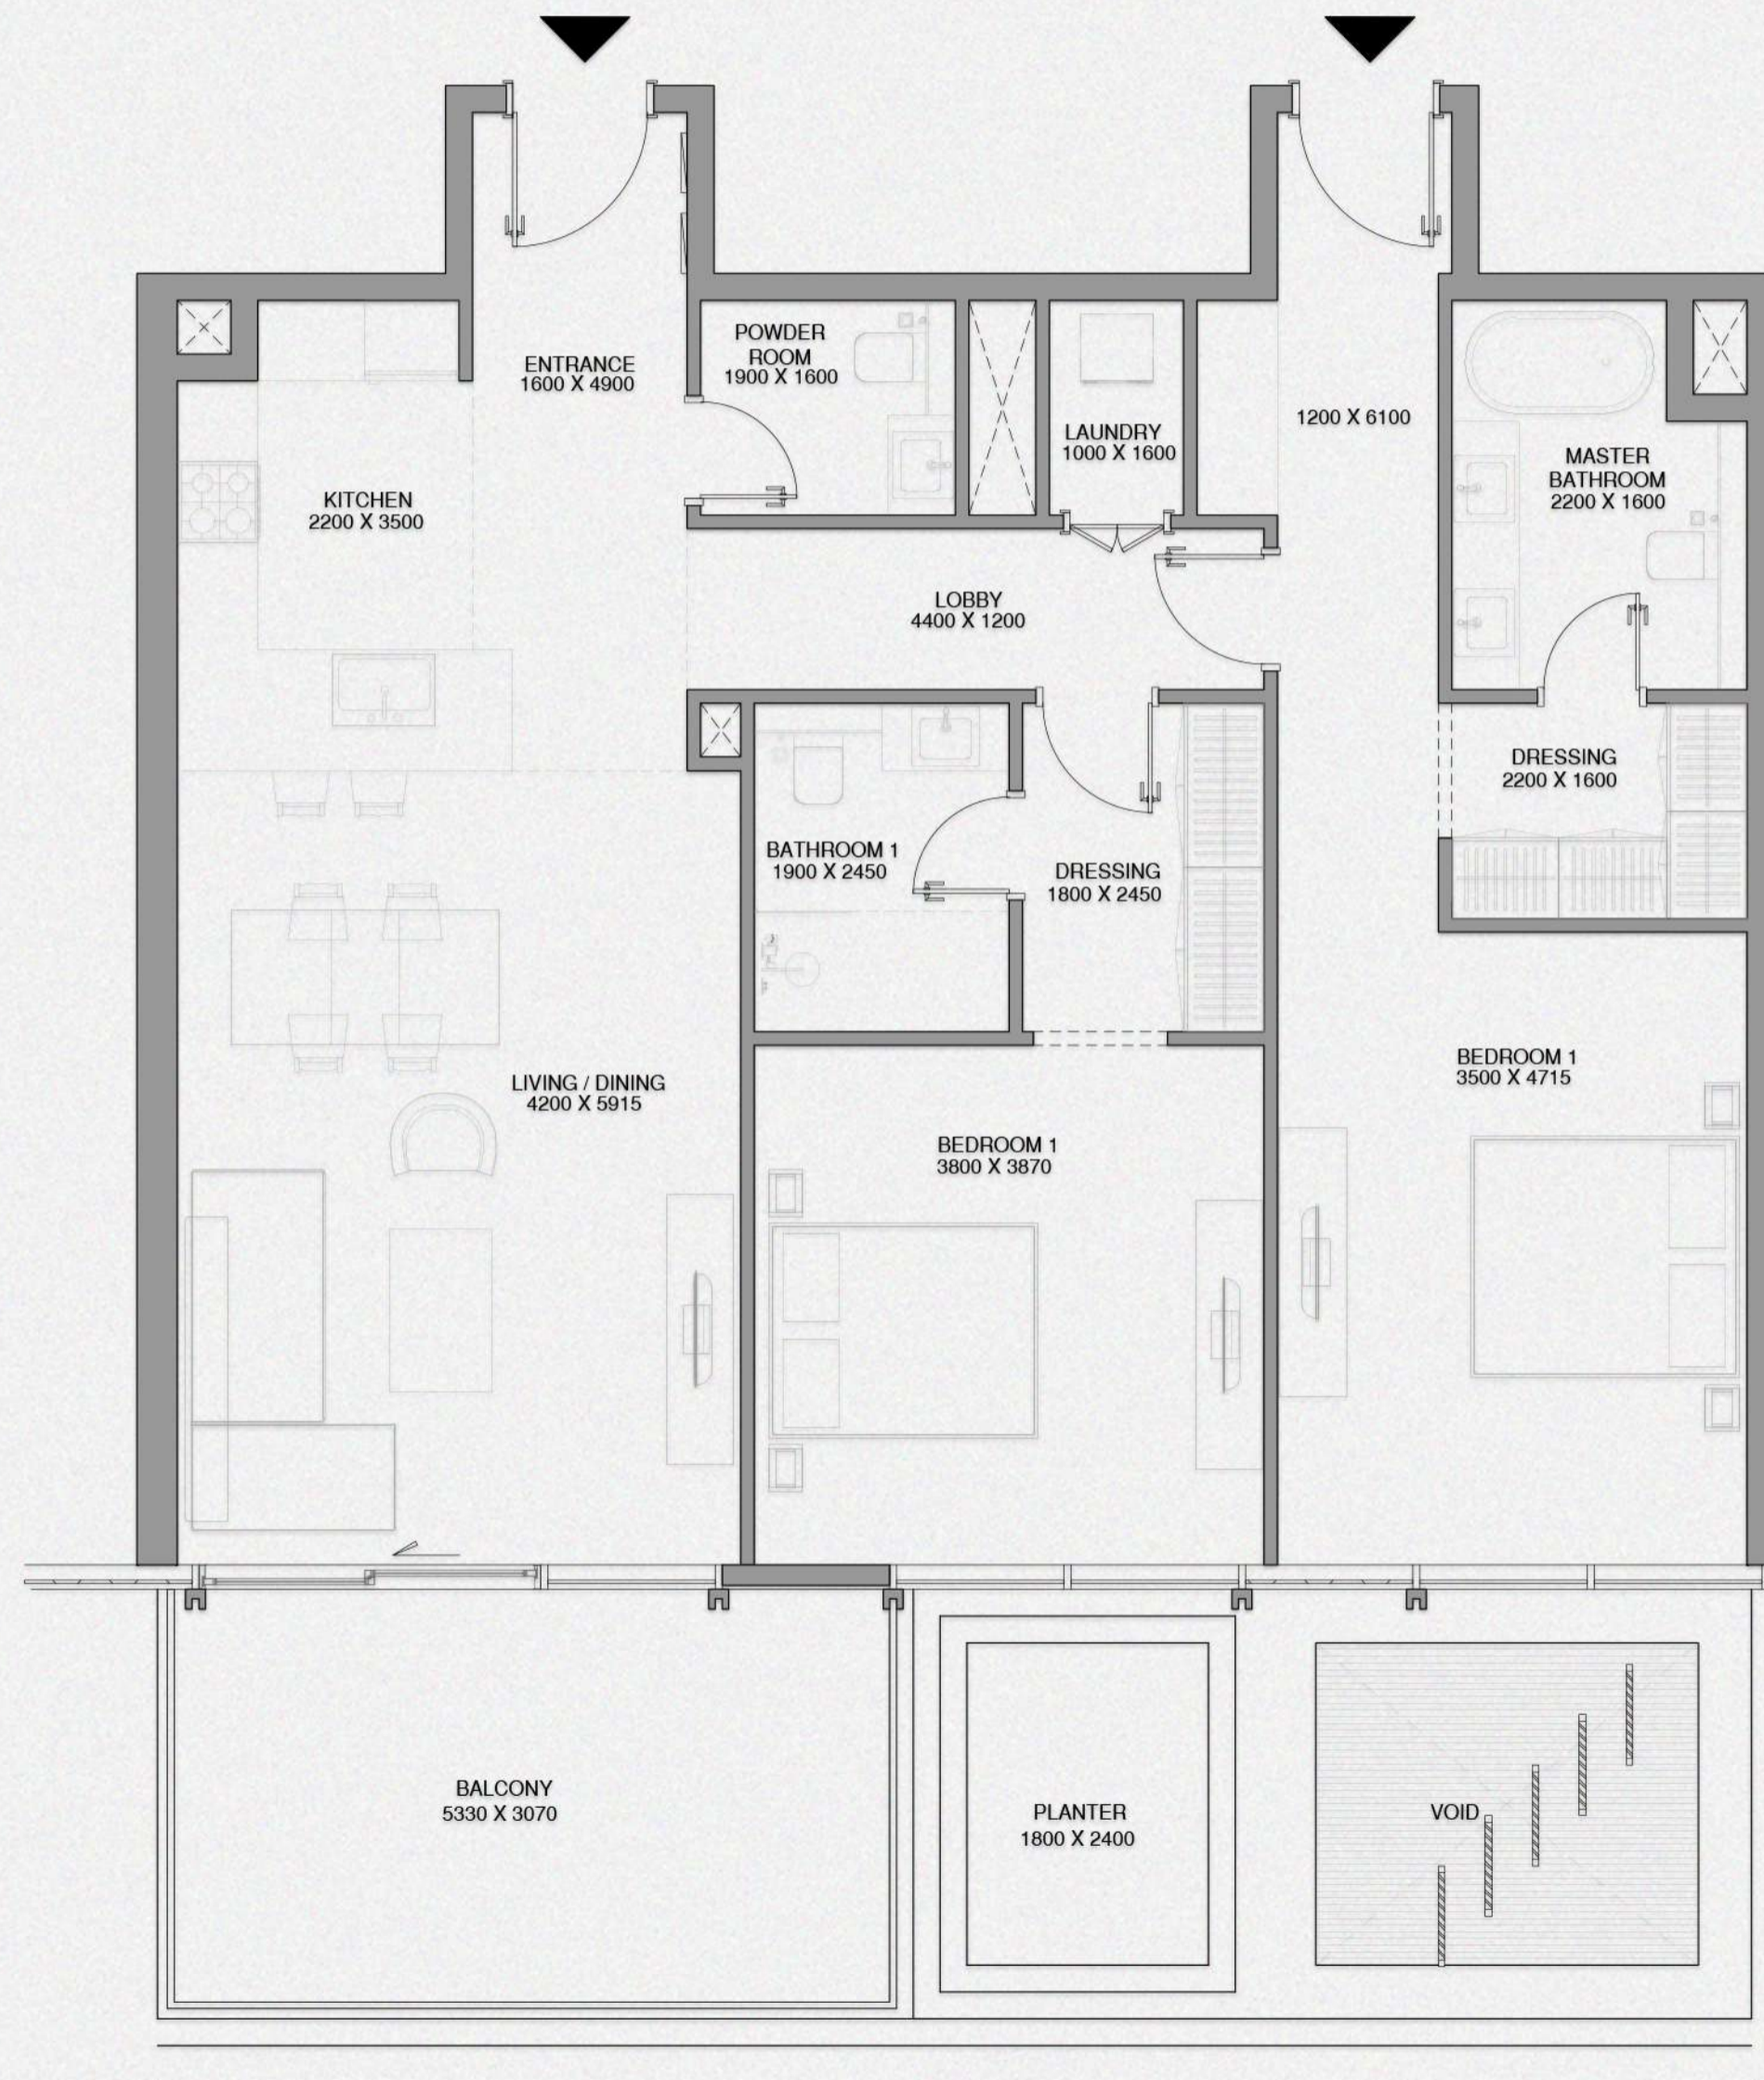 ENTRANCE
1600 X 4900
POWDER
ROOM
1900 X 1600
LAUNDRY
1000 X 1600
1200 X 6100
MASTER
BATHROOM
2200 X 1600
KITCHEN
2200 X 3500
LOBBY
4400 X 1200
DRESSING
2200 X 1600
BATHROOM 1
1900 X 2450
DRESSING
1800 X 2450
LIVING / DINING
4200 X 5915
BEDROOM 1
3800 X 3870
BEDROOM 1
3500 X 4715
BALCONY
5330 X 3070
PLANTER
1800 X 2400
VOID